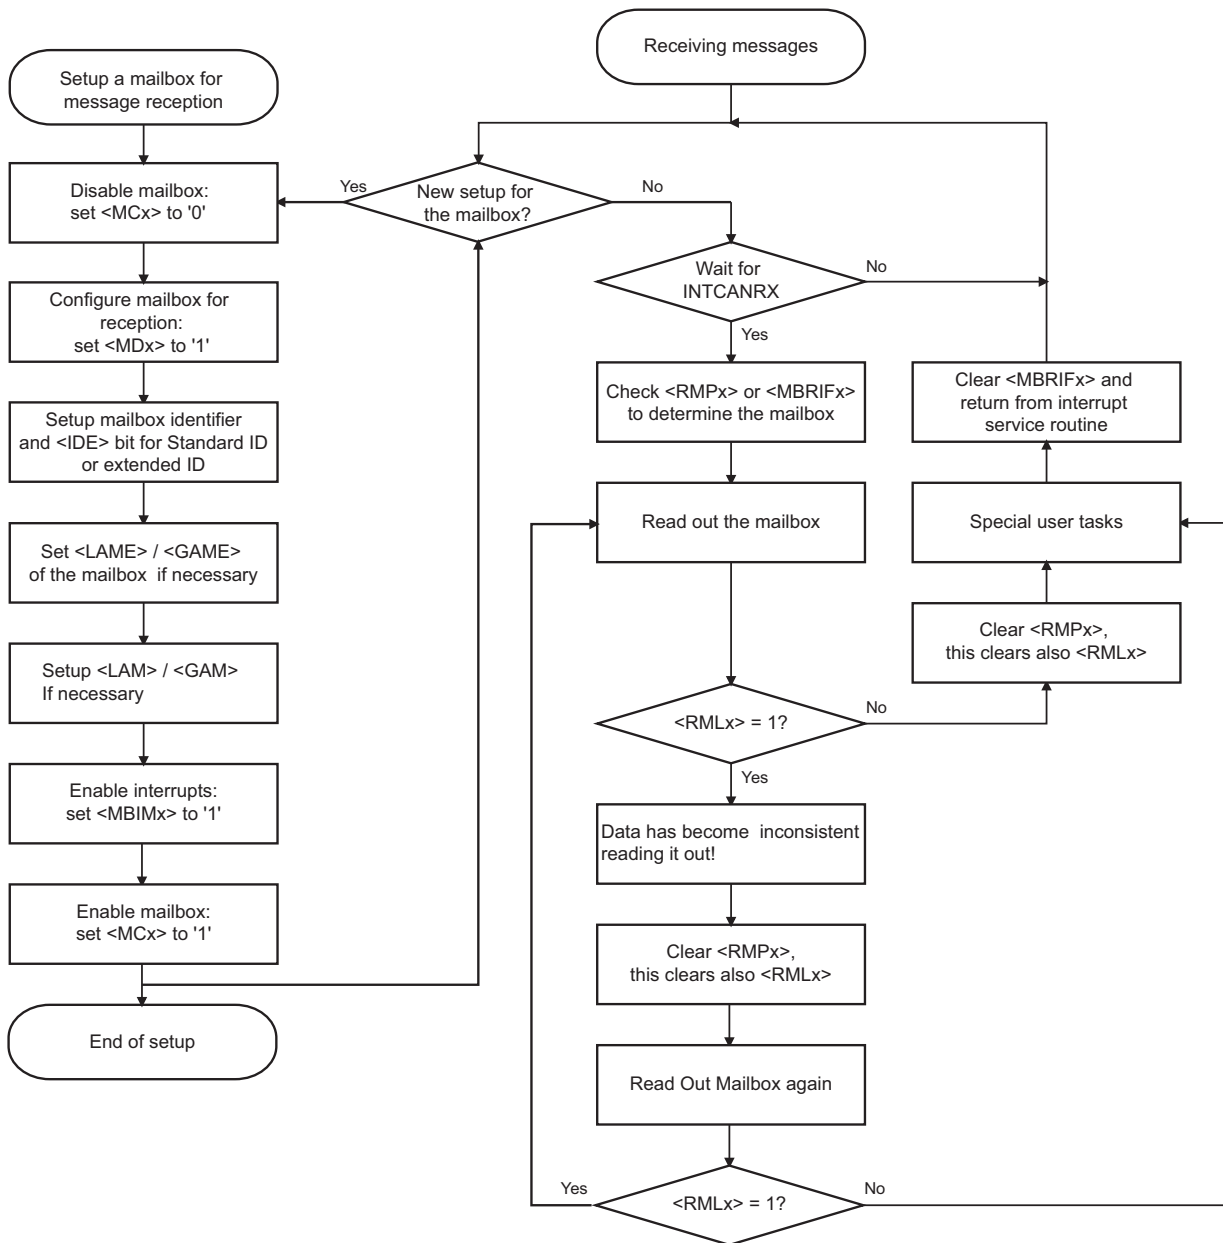 Receiving messages
Setup a mailbox for
message reception
Disable mailbox:
set <MCx> to '0'
Yes
New setup for
the mailbox?
No
Configure mailbox for
reception:
set <MDx> to '1'
Wait for
INTCANRX
No
Yes
Setup mailbox identifier
and <IDE> bit for Standard ID
or extended ID
Check <RMPx> or <MBRIFx>
to determine the mailbox
Clear <MBRIFx> and
return from interrupt
service routine
Set <LAME> / <GAME>
of the mailbox if necessary
Read out the mailbox
Special user tasks
Setup <LAM> / <GAM>
If necessary
Clear <RMPx>,
this clears also <RMLx>
<RMLx> = 1?
No
Yes
Enable interrupts:
set <MBIMx> to '1'
Data has become inconsistent
reading it out!
Enable mailbox:
set <MCx> to '1'
Clear <RMPx>,
this clears also <RMLx>
End of setup
Read Out Mailbox again
Yes
<RMLx> = 1?
No